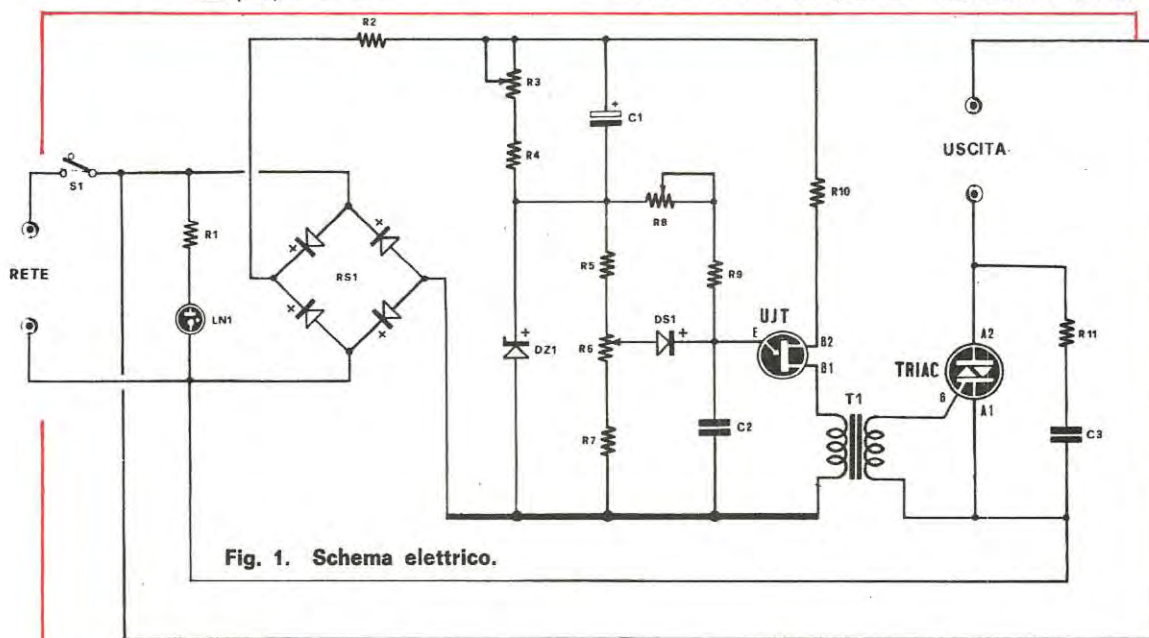 R2
R3
C1
R4
S1
USCITA
R10
R8
R1
RS1
R5
R9
RETE
UJT
R11
DS1
E
A2
LN1
B2
R6
DZ1
TRIAC
B1
T1
G
A1
C3
R7
C2
Fig. 1. Schema elettrico.